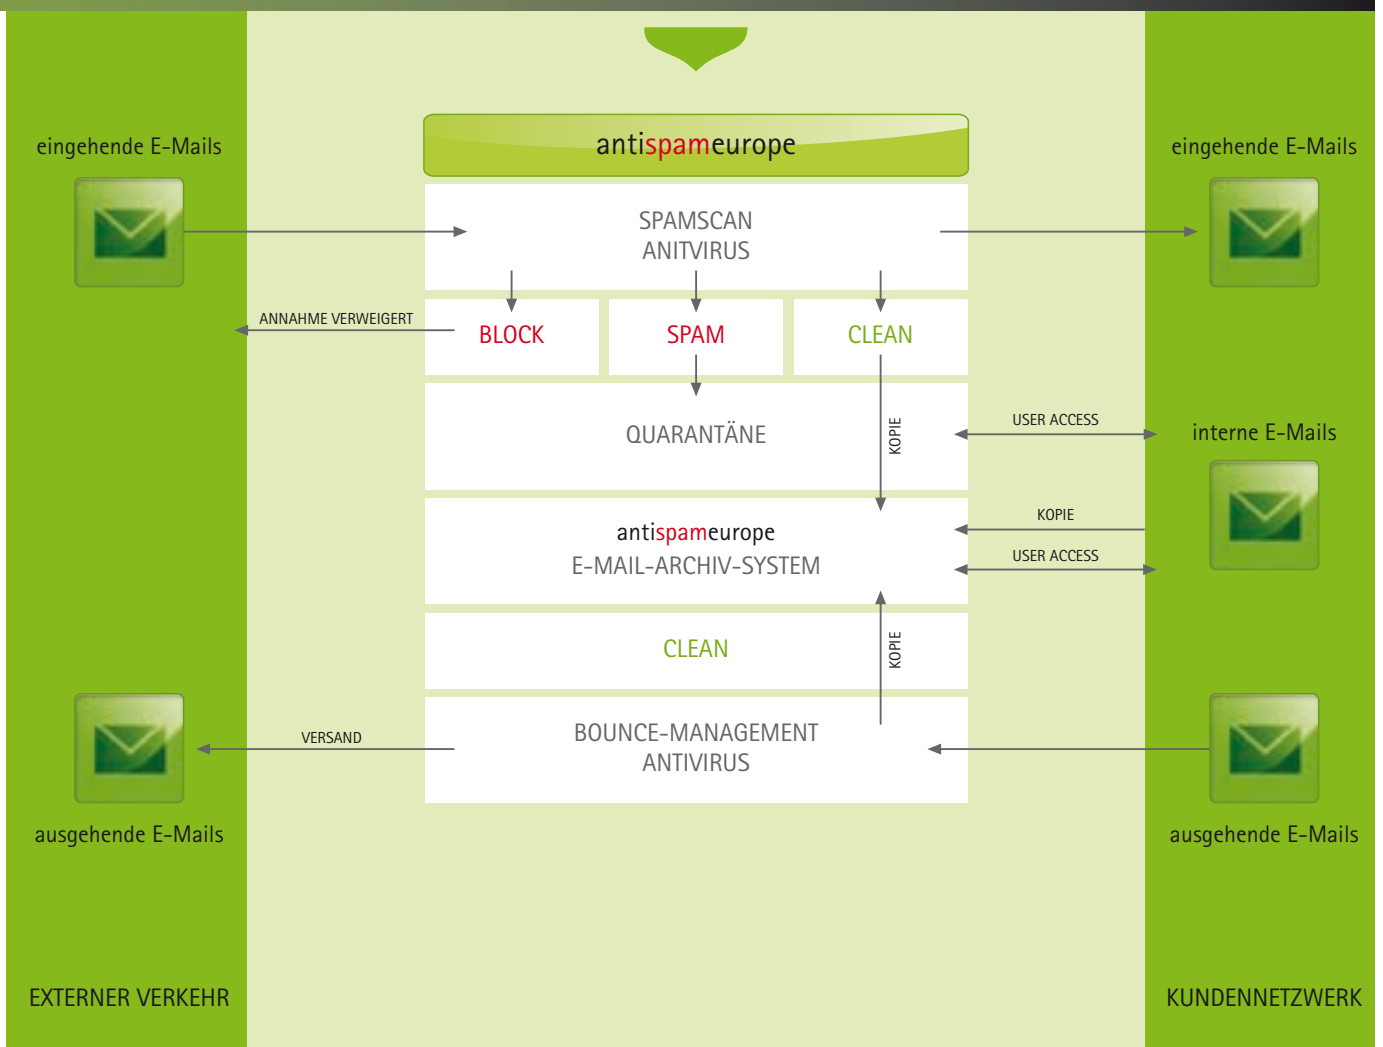 antispameurope
eingehende E-Mails
eingehende E-Mails
SPAMSCAN
ANITVIRUS
ANNAHME VERWEIGERT
BLOCK
SPAM
CLEAN
QUARANTÄNE
KOPIE
USER ACCESS
interne E-Mails
antispameurope
E-MAIL-ARCHIV-SYSTEM
KOPIE
USER ACCESS
CLEAN
KOPIE
VERSAND
BOUNCE-MANAGEMENT
ANTIVIRUS
ausgehende E-Mails
ausgehende E-Mails
EXTERNER VERKEHR
KUNDENNETZWERK